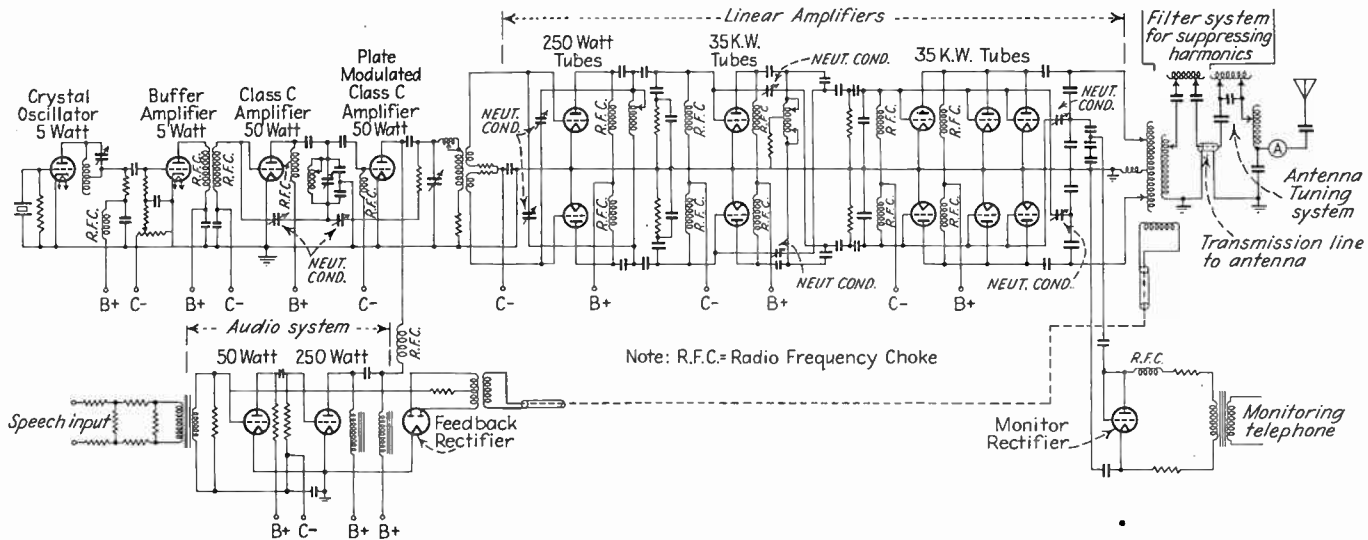 Linear Amplifiers
Filter system
for suppressing
harmonics
250 Watt
Tubes
35 K.W.
Tubes
NEUT. COND.
35 K.W. Tubes
NEUT.
COND.
Plate
Modulated
Class C
Amplifier
50 Watt
Crystal
Oscillator
5 Watt
Buffer
Amplifier
5 Watt
Class C
Amplifier
50 Watt
NEUT.
COND.
R.F.C.
R.F.C.
R.F.C.
R.F.C.
R.F.C.
R.F.C.
R.F.C.
R.F.C.
R.F.C.
A
Antenna
Tuning
system
Transmission line
to antenna
R.F.C.
R.F.C.
R.F.C.
R.F.C.
R.F.C.
R.F.C.
NEUT.
COND.
NEUT COND.
NEUT. COND.
B+
C-
B+
C-
B+
C-
C-
B+
C-
B+
C-
B+
Audio system
R.F.C.
50 Watt
250 Watt
Note: R.F.C.= Radio Frequency Choke
R.F.C.
Speech input
Feedback
Rectifier
Monitor
Rectifier
Monitoring
telephone
B+
C-
B+
B+